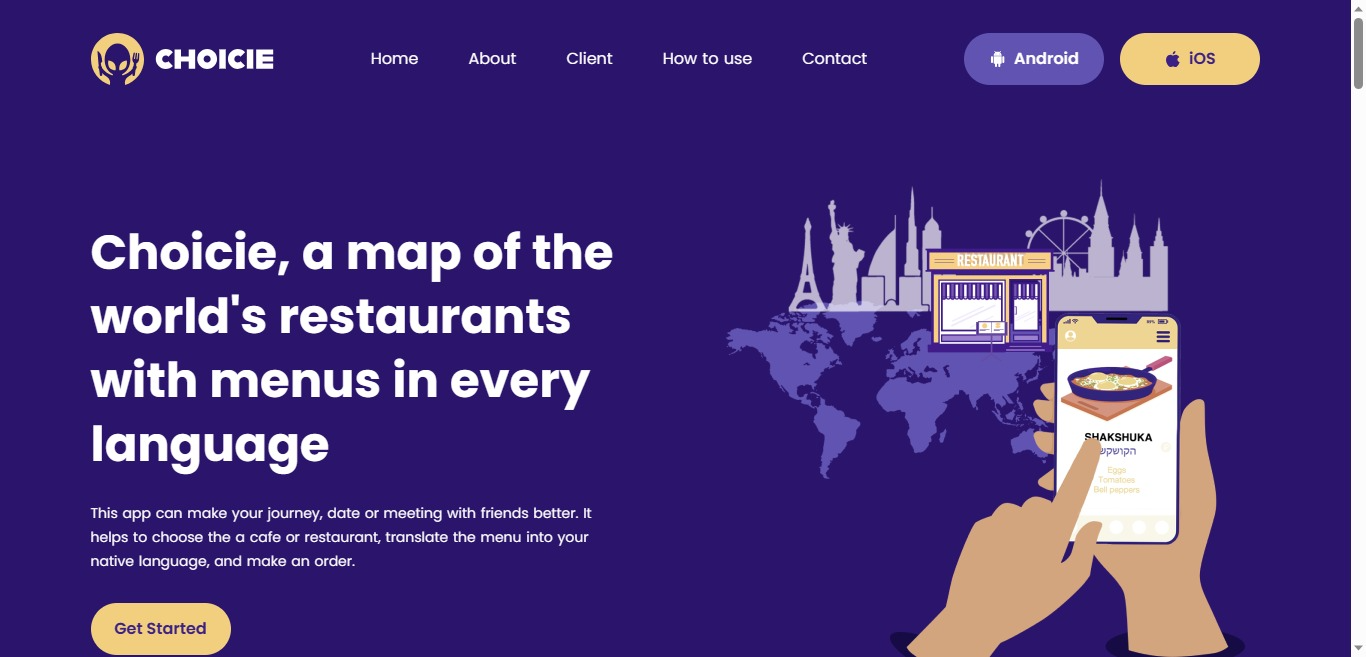 CHOICIE
Home
About
Client
How to use
Contact
Android
iOS
Choicie, a map of the
world's restaurants
with menus in every
language
This app can make your journey, date or meeting with friends better. It
helps to choose the a cafe or restaurant, translate the menu into your
native language, and make an order.
Get Started
RESTAURANT
SHAKSHUKA
Eggs
Tomatoes
Bell peppers